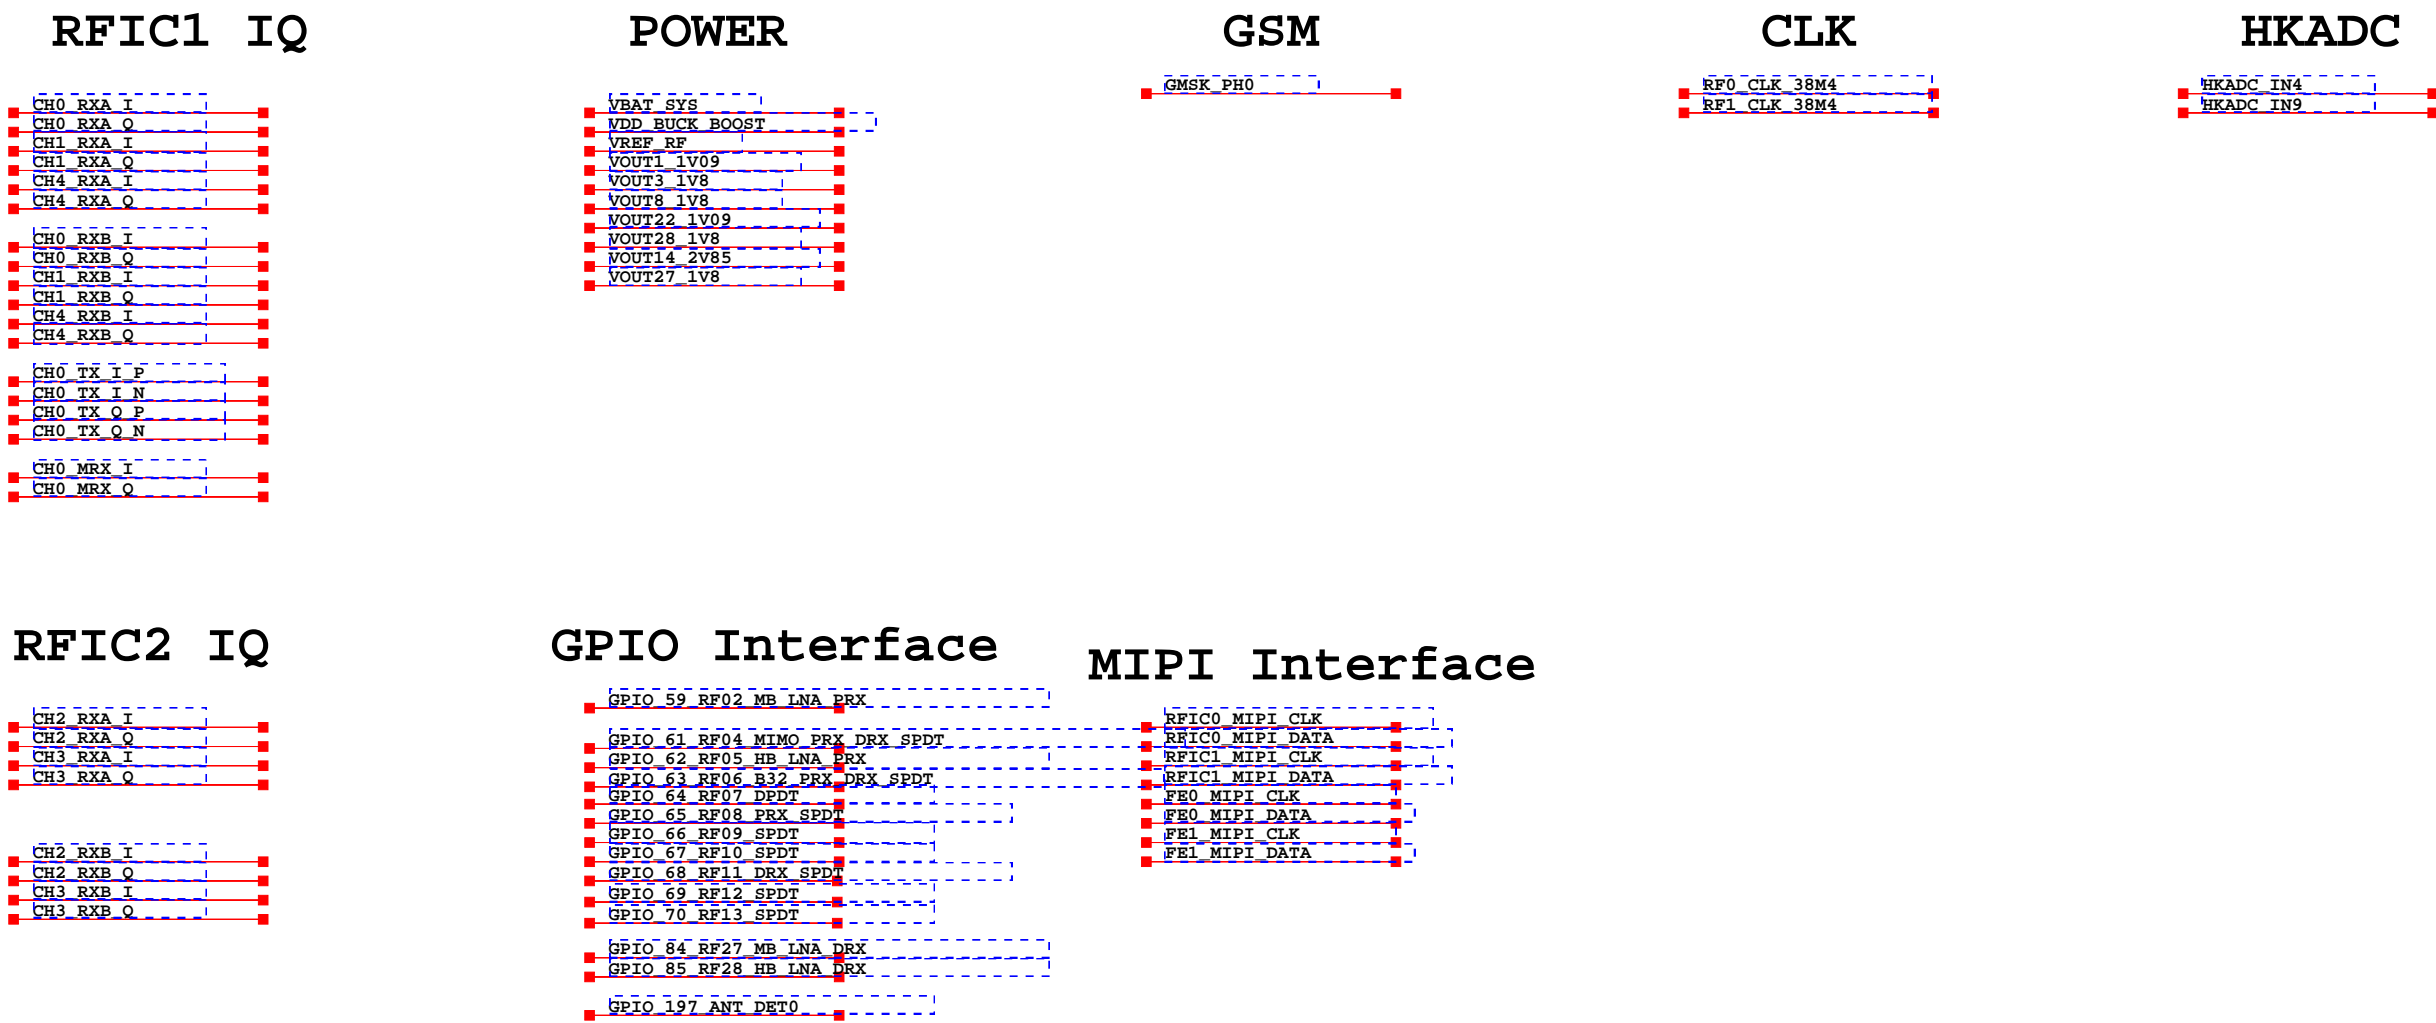 RFIC1 IQ
CH0_RXA_I
CH0_RXA_Q
CH1_RXA_I
CH1_RXA_Q
CH4_RXA_I
CH4_RXA_Q
CH0_RXB_I
CH0_RXB_Q
CH1_RXB_I
CH1_RXB_Q
CH4_RXB_I
CH4_RXB_Q
CH0_TX_I_P
CH0_TX_I_N
CH0_TX_Q_P
CH0_TX_Q_N
CH0_MRX_I
CH0_MRX_Q
POWER
VBAT_SYS
VDD_BUCK_BOOST
VREF_RF
VOUT1_1V09
VOUT3_1V8
VOUT8_1V8
VOUT22_1V09
VOUT28_1V8
VOUT14_2V85
VOUT27_1V8
GSM
GMSK_PH0
CLK
RF0_CLK_38M4
RF1_CLK_38M4
HKADC
HKADC_IN4
HKADC_IN9
RFIC2 IQ
CH2_RXA_I
CH2_RXA_Q
CH3_RXA_I
CH3_RXA_Q
CH2_RXB_I
CH2_RXB_Q
CH3_RXB_I
CH3_RXB_Q
GPIO Interface
GPIO_59_RF02_MB_LNA_PRX
GPIO_61_RF04_MIMO_PRX_DRX_SPDT
GPIO_62_RF05_HB_LNA_PRX
GPIO_63_RF06_B32_PRX_DRX_SPDT
GPIO_64_RF07_DPDT
GPIO_65_RF08_PRX_SPDT
GPIO_66_RF09_SPDT
GPIO_67_RF10_SPDT
GPIO_68_RF11_DRX_SPDT
GPIO_69_RF12_SPDT
GPIO_70_RF13_SPDT
GPIO_84_RF27_MB_LNA_DRX
GPIO_85_RF28_HB_LNA_DRX
GPIO_197_ANT_DET0
MIPI Interface
RFIC0_MIPI_CLK
RFIC0_MIPI_DATA
RFIC1_MIPI_CLK
RFIC1_MIPI_DATA
FE0_MIPI_CLK
FE0_MIPI_DATA
FE1_MIPI_CLK
FE1_MIPI_DATA